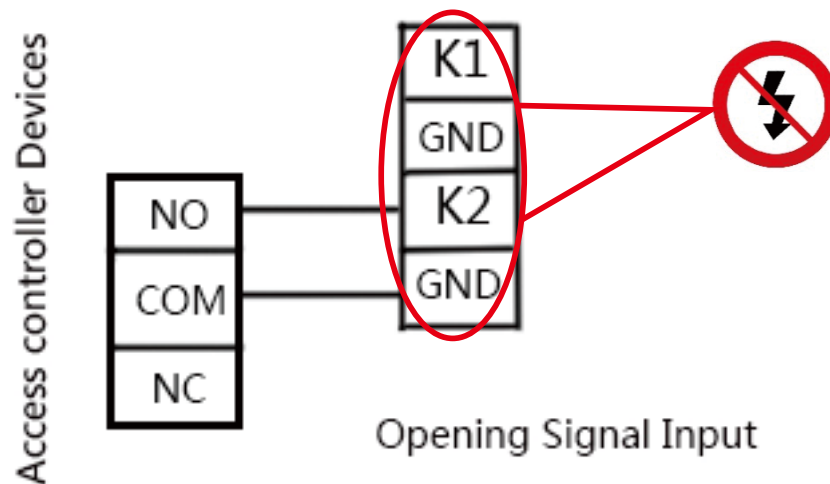 Access controller Devices
K1
GND
K2
GND
NO
COM
NC
Opening Signal Input